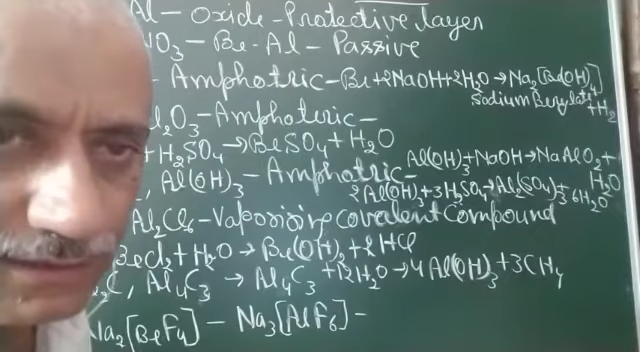 Al - Oxide - Protective layer
NO3 - Be - Al - Passive
- Amphotric - Be + 2NaOH + 2H2O → Na2[Be(OH)4]
Sodium Berylate + H2
l2O3 - Amphoteric -
+ H2SO4 → BeSO4 + H2O
Al(OH)3 + NaOH → NaAlO2 +
, Al(OH)3 - Amphotric -
H2O
2Al(OH)3 + 3H2SO4 → Al2(SO4)3 + 6H2O
Al2Cl6 - Vaporising covalent Compound
BeCl2 + H2O → Be(OH)2 + 2HCl
2C, Al4C3 → Al4C3 + 12H2O → 4Al(OH)3 + 3CH4
Na2[BeF4] - Na3[AlF6] -